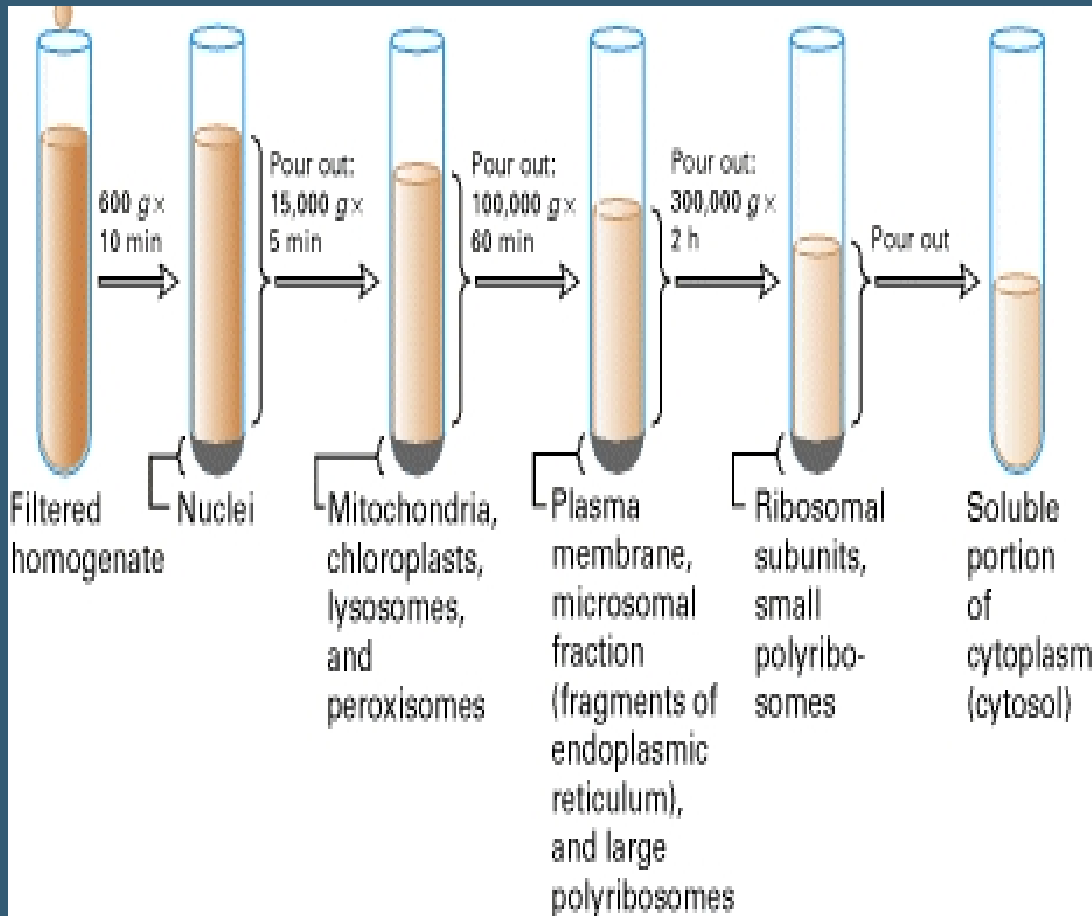 600 g×
10 min
Pour out:
15,000 g×
5 min
Pour out:
100,000 g×
60 min
Pour out:
300,000 g×
2 h
Pour out
Filtered
homogenate
Nuclei
Mitochondria,
chloroplasts,
lysosomes,
and
peroxisomes
Plasma
membrane,
microsomal
fraction
(fragments of
endoplasmic
reticulum),
and large
polyribosomes
Ribosomal
subunits,
small
polyribo-
somes
Soluble
portion
of
cytoplasm
(cytosol)